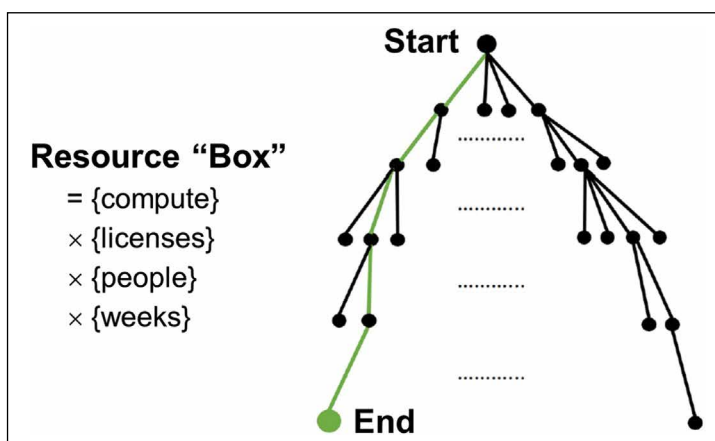 Start
Resource “Box”
= {compute}
× {licenses}
× {people}
× {weeks}
End